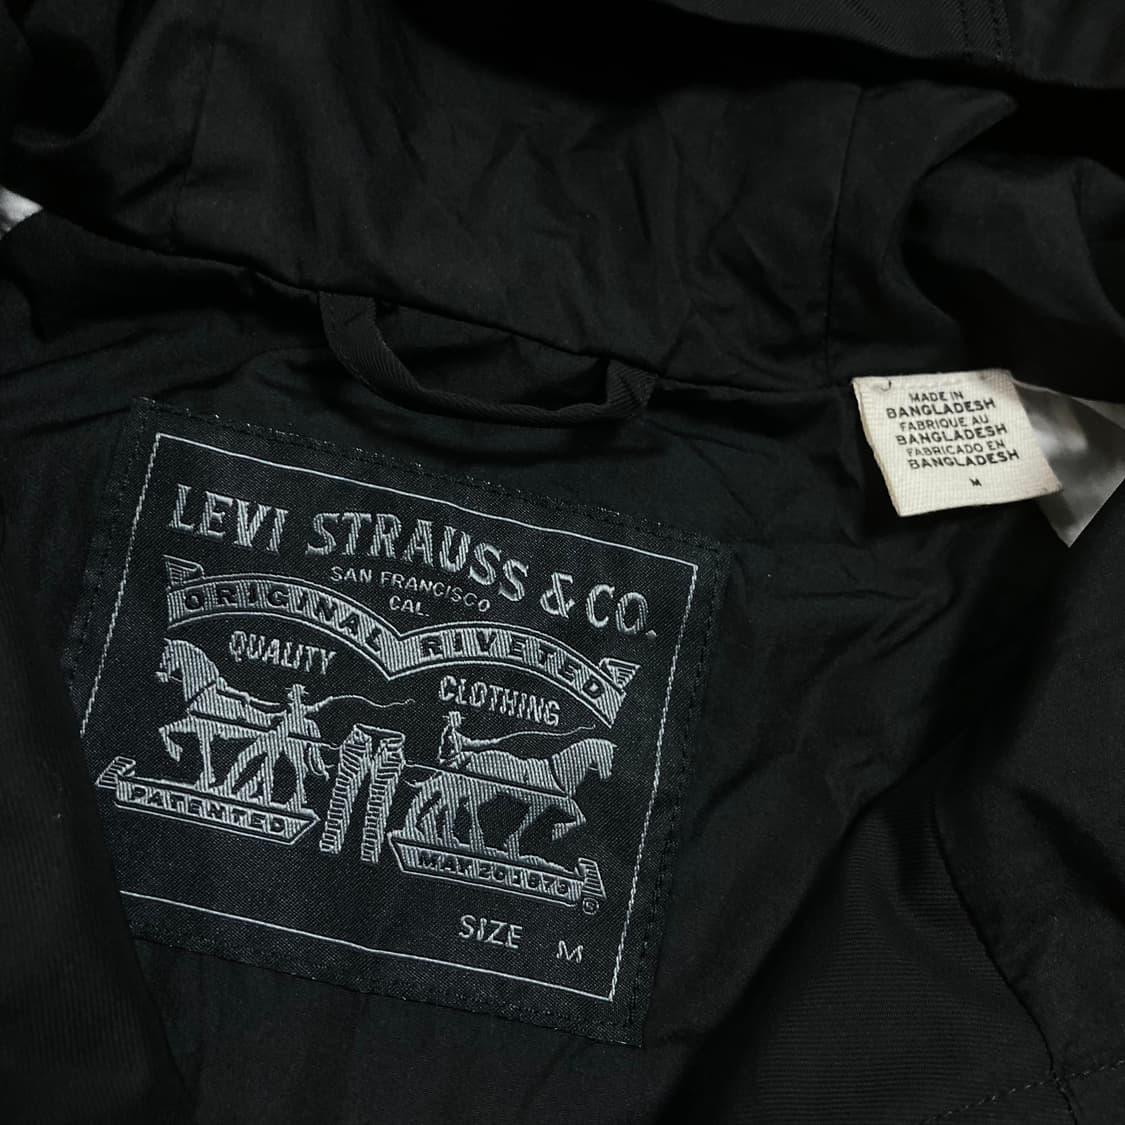 LEVI STRAUSS & CO.
SAN FRANCISCO
CAL.
ORIGINAL RIVETED
QUALITY
CLOTHING
PATENTED
MAY 20 1873
®
SIZE M
MADE IN
BANGLADESH
FABRIQUE AU
BANGLADESH
FABRICADO EN
BANGLADESH
M